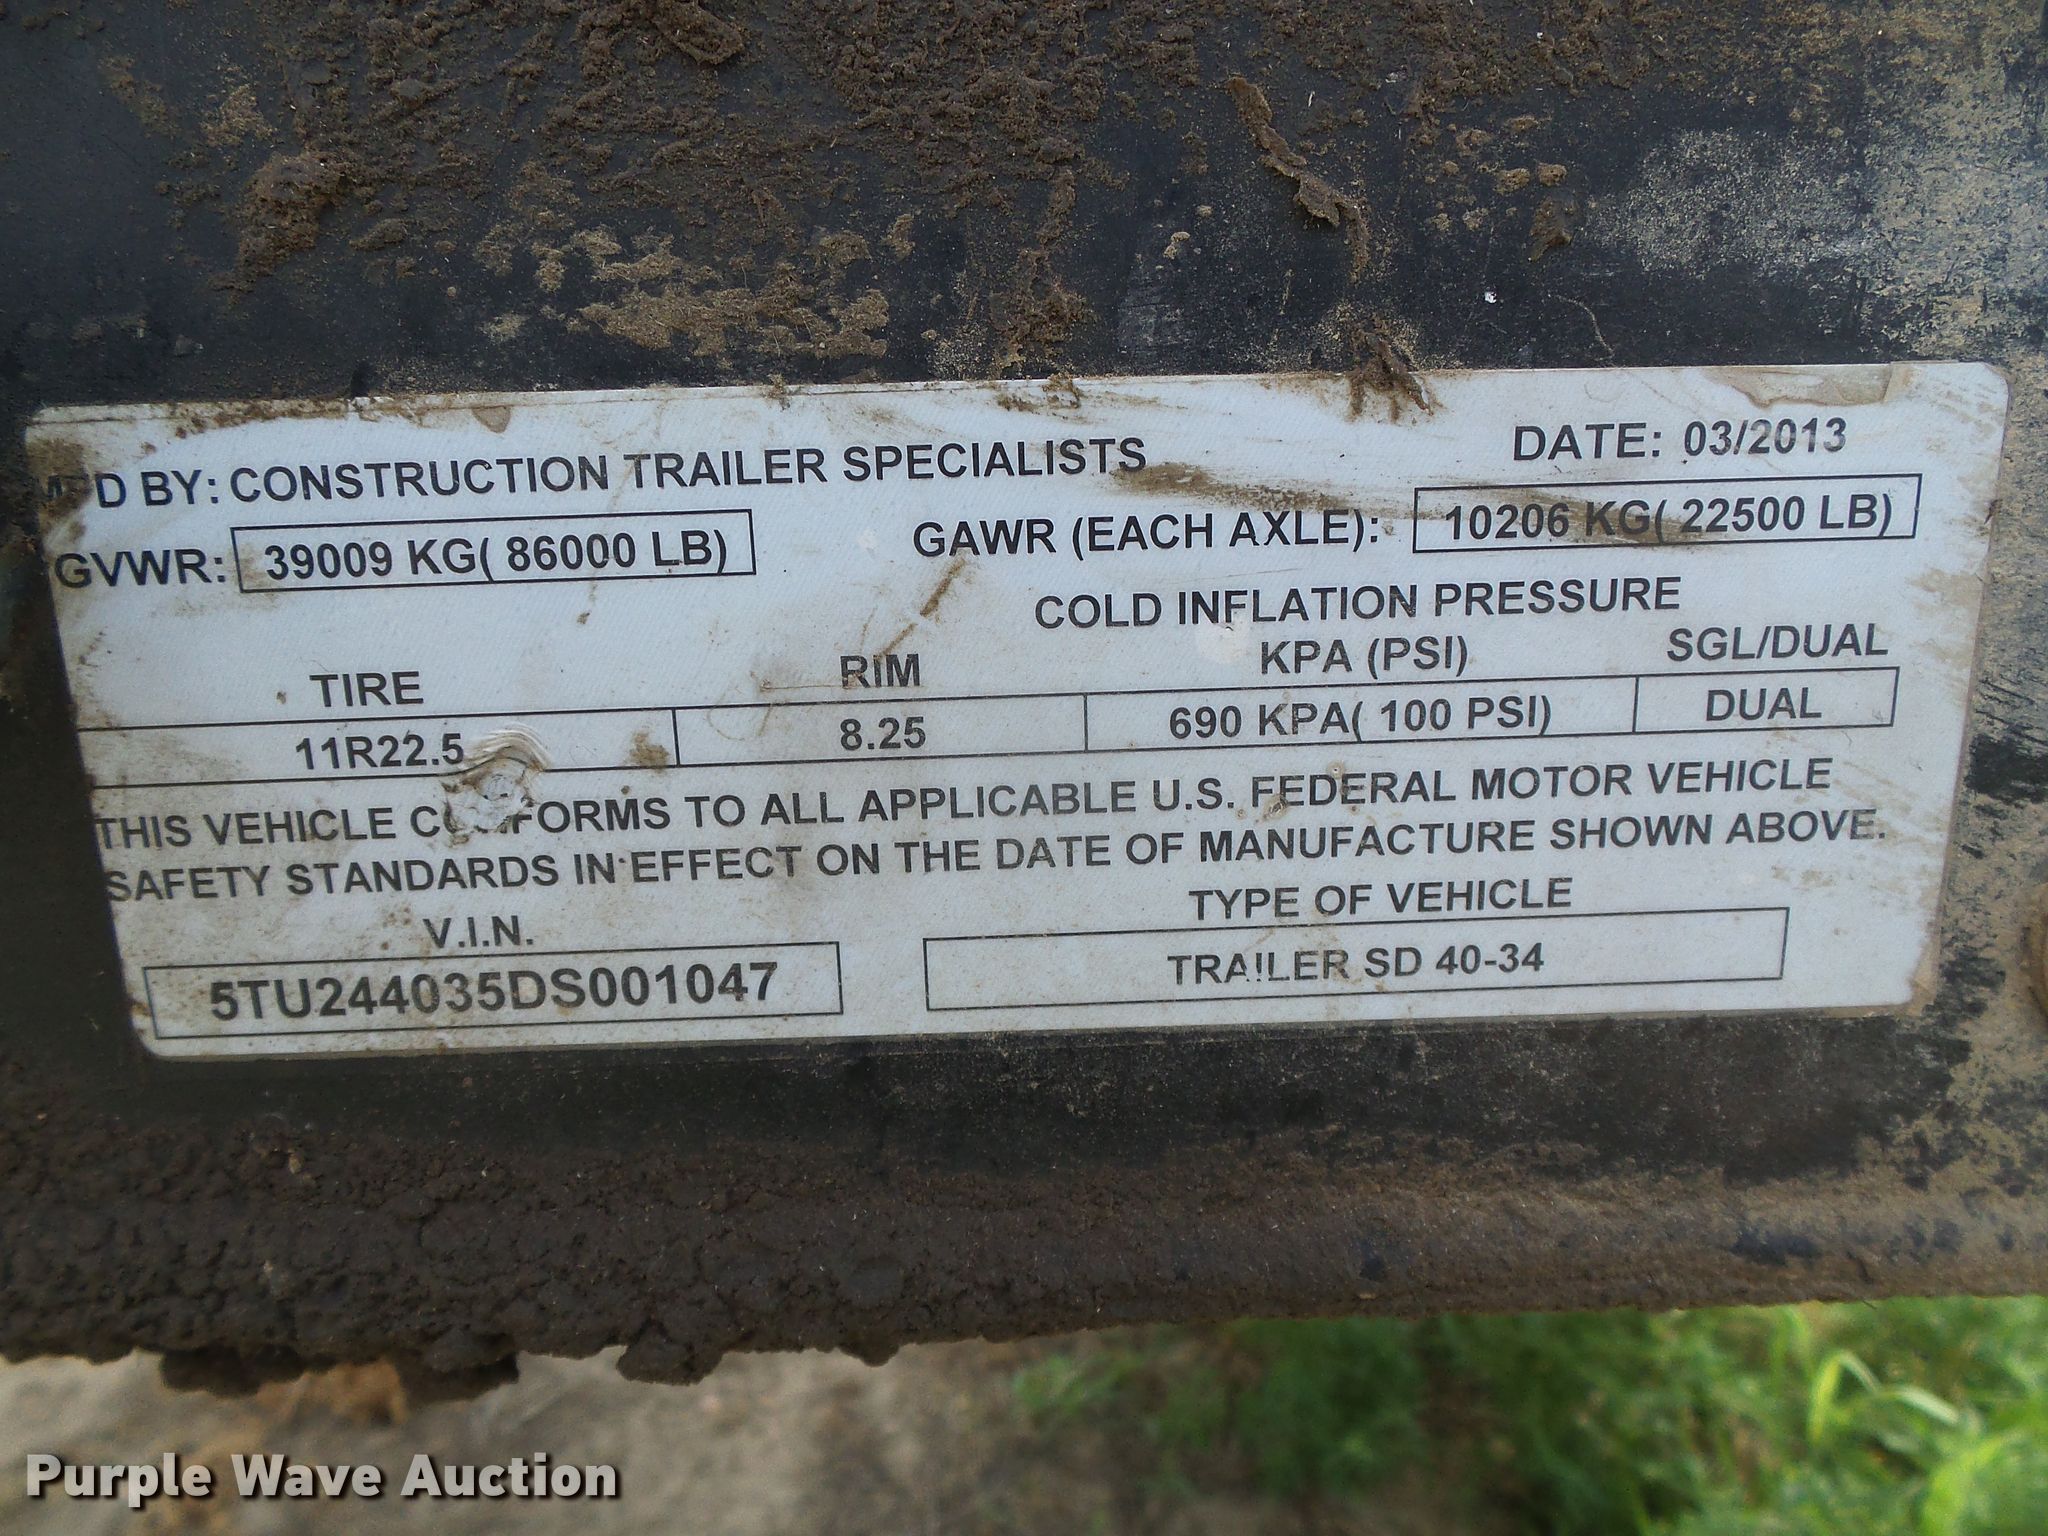 MFD BY: CONSTRUCTION TRAILER SPECIALISTS DATE: 03/2013
GVWR: 39009 KG( 86000 LB) GAWR (EACH AXLE): 10206 KG( 22500 LB)
COLD INFLATION PRESSURE
TIRE RIM KPA (PSI) SGL/DUAL
11R22.5 8.25 690 KPA( 100 PSI) DUAL
THIS VEHICLE CONFORMS TO ALL APPLICABLE U.S. FEDERAL MOTOR VEHICLE
SAFETY STANDARDS IN EFFECT ON THE DATE OF MANUFACTURE SHOWN ABOVE.
V.I.N. TYPE OF VEHICLE
5TU244035DS001047 TRAILER SD 40-34
Purple Wave Auction